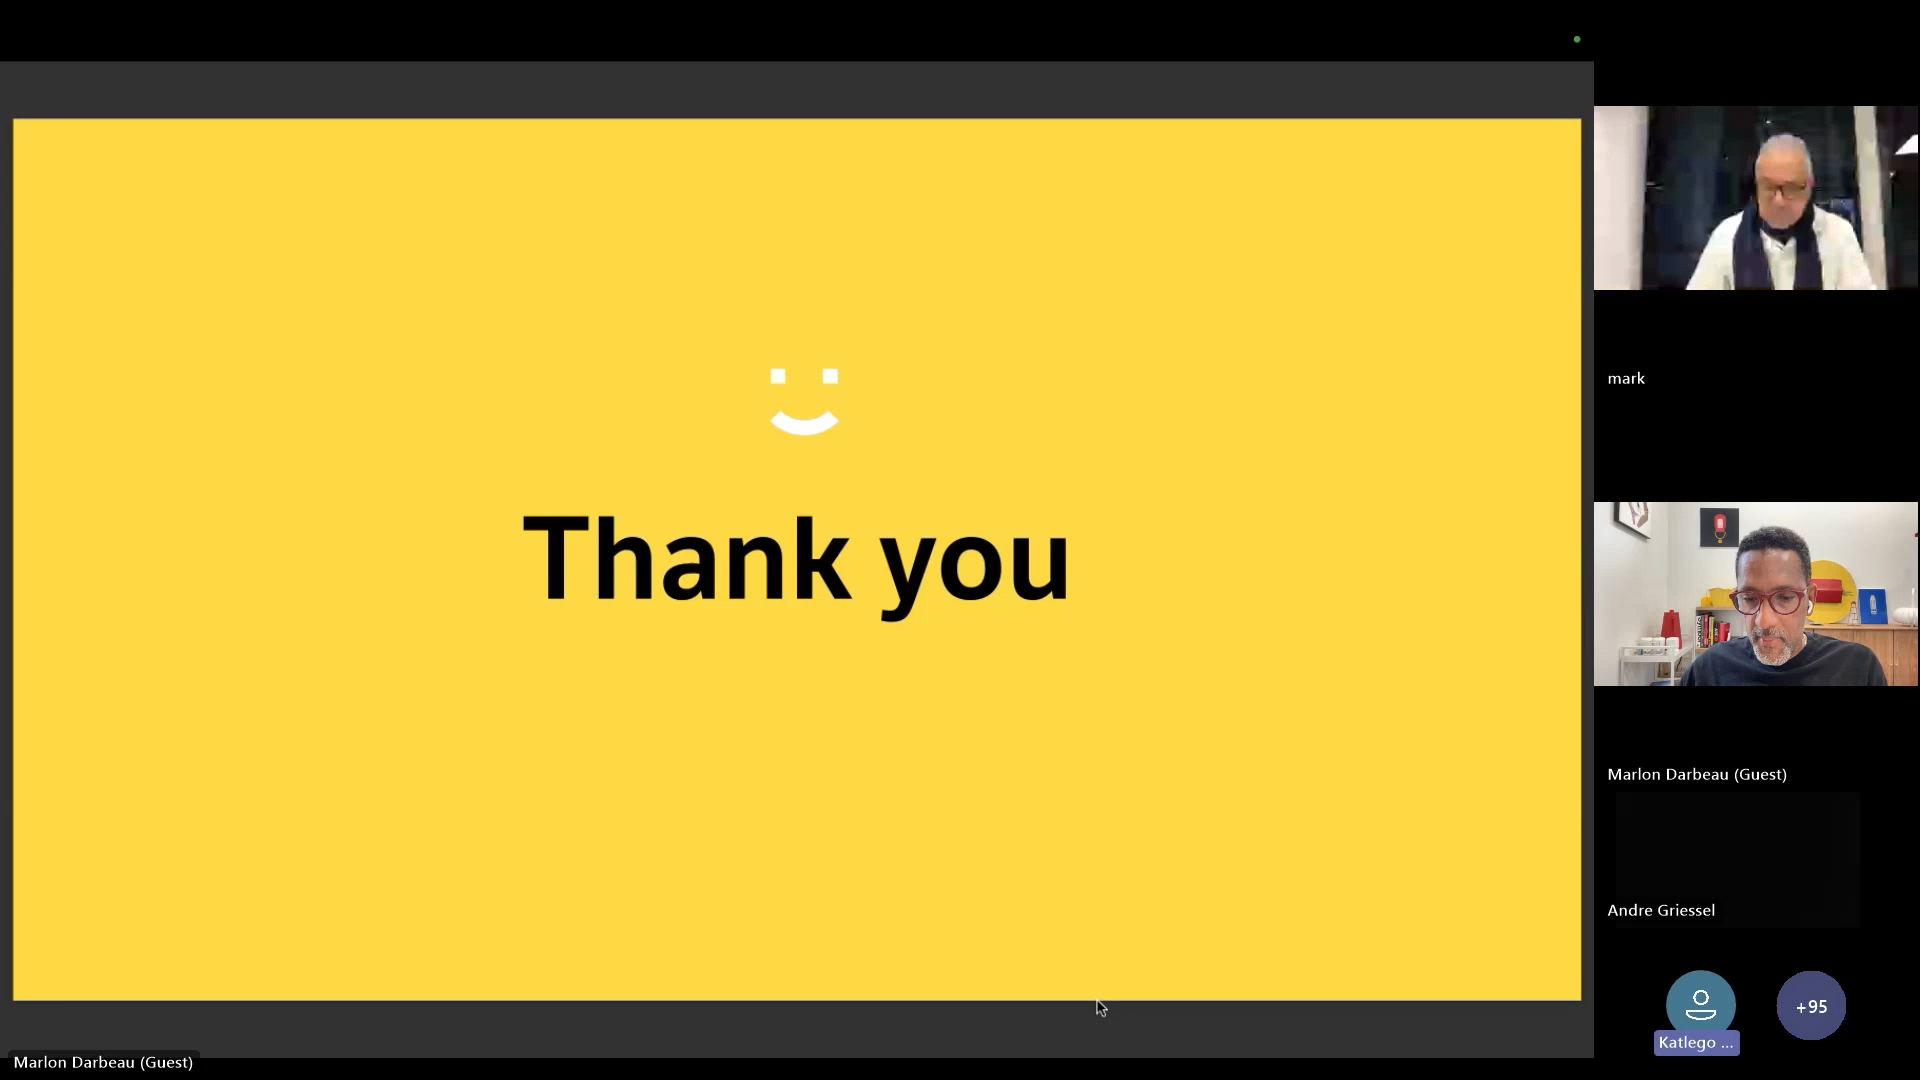 Thank you
mark
Marlon Darbeau (Guest)
Andre Griessel
+95
Katlego ...
Marlon Darbeau (Guest)